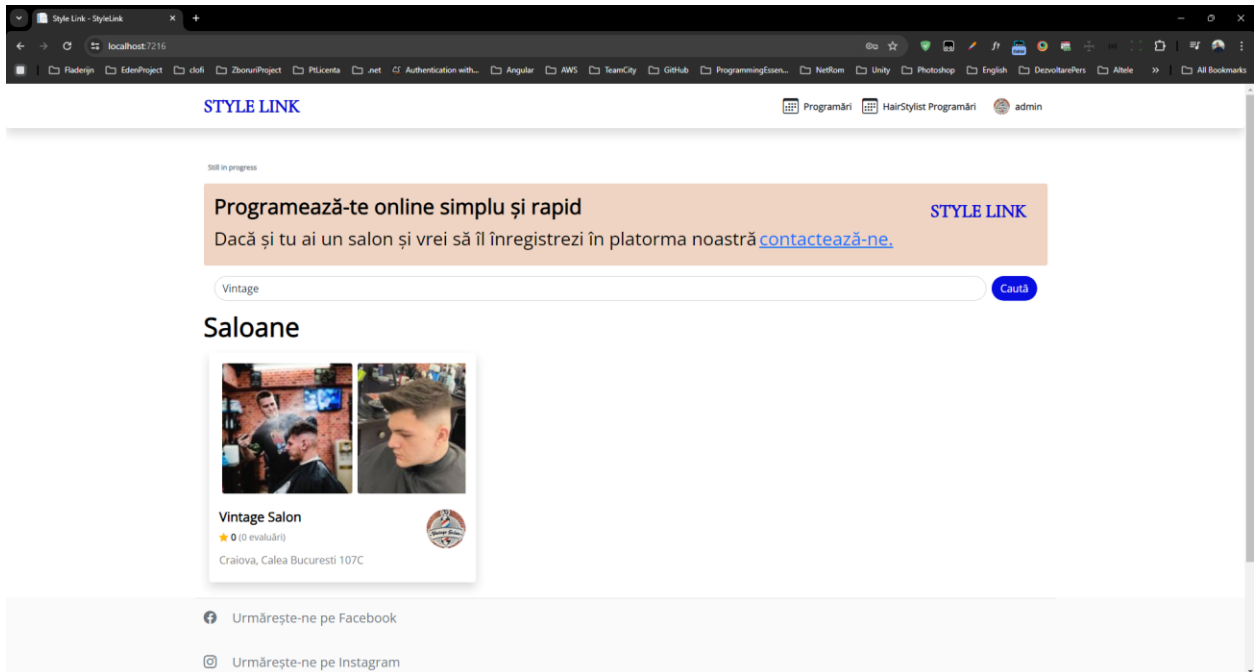 Style Link - StyleLink
localhost:7216
Fladerijn EdenProject clofi ZboruriProject PtLicenta .net Authentication with... Angular AWS TeamCity GitHub ProgrammingEssen... NetRom Unity Photoshop English DezvoltarePers Altele » All Bookmarks
STYLE LINK Programări HairStylist Programări admin
Still in progress
Programează-te online simplu și rapid STYLE LINK
Dacă și tu ai un salon și vrei să îl înregistrezi în platorma noastră contactează-ne.
Vintage Caută
Saloane
Vintage Salon
0 (0 evaluări)
Craiova, Calea Bucuresti 107C
Urmărește-ne pe Facebook
Urmărește-ne pe Instagram